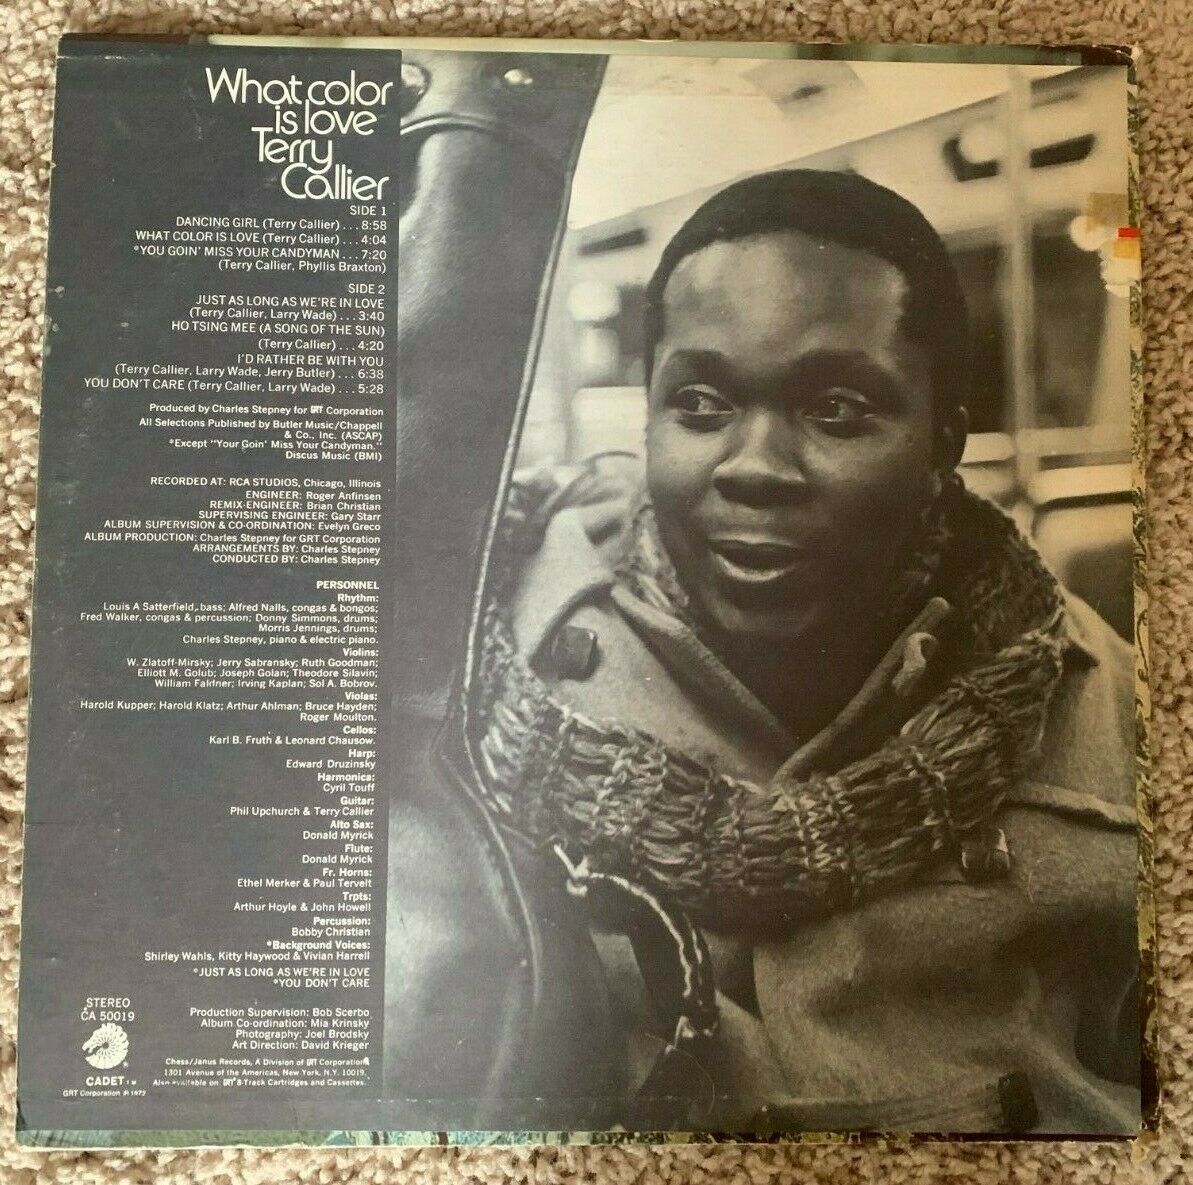 What color
is love
Terry
Callier
SIDE 1
DANCING GIRL (Terry Callier) . . . 8:58
WHAT COLOR IS LOVE (Terry Callier) . . . 4:04
*YOU GOIN' MISS YOUR CANDYMAN . . . 7:20
(Terry Callier, Phyllis Braxton)
SIDE 2
JUST AS LONG AS WE'RE IN LOVE
(Terry Callier, Larry Wade) . . . 3:40
HO TSING MEE (A SONG OF THE SUN)
(Terry Callier) . . . 4:20
I'D RATHER BE WITH YOU
(Terry Callier, Larry Wade, Jerry Butler) . . . 6:38
YOU DON'T CARE (Terry Callier, Larry Wade) . . . 5:28
Produced by Charles Stepney for GRT Corporation
All Selections Published by Butler Music/Chappell
& Co., Inc. (ASCAP)
*Except "Your Goin' Miss Your Candyman."
Discus Music (BMI)
RECORDED AT: RCA STUDIOS, Chicago, Illinois
ENGINEER: Roger Anfinsen
REMIX-ENGINEER: Brian Christian
SUPERVISING ENGINEER: Gary Starr
ALBUM SUPERVISION & CO-ORDINATION: Evelyn Greco
ALBUM PRODUCTION: Charles Stepney for GRT Corporation
ARRANGEMENTS BY: Charles Stepney
CONDUCTED BY: Charles Stepney
PERSONNEL
Rhythm:
Louis A Satterfield, bass; Alfred Nalls, congas & bongos;
Fred Walker, congas & percussion; Donny Simmons, drums;
Morris Jennings, drums;
Charles Stepney, piano & electric piano.
Violins:
W. Zlatoff-Mirsky; Jerry Sabransky; Ruth Goodman;
Elliott M. Golub; Joseph Golan; Theodore Silavin;
William Faldner; Irving Kaplan; Sol A. Bobrov.
Violas:
Harold Kupper; Harold Klatz; Arthur Ahlman; Bruce Hayden;
Roger Moulton.
Cellos:
Karl B. Fruth & Leonard Chausow.
Harp:
Edward Druzinsky
Harmonica:
Cyril Touff
Guitar:
Phil Upchurch & Terry Callier
Alto Sax:
Donald Myrick
Flute:
Donald Myrick
Fr. Horns:
Ethel Merker & Paul Tervelt
Trpts:
Arthur Hoyle & John Howell
Percussion:
Bobby Christian
*Background Voices:
Shirley Wahls, Kitty Haywood & Vivian Harrell
*JUST AS LONG AS WE'RE IN LOVE
*YOU DON'T CARE
STEREO
CA 50019
CADET TM
GRT Corporation ℗ 1972
Production Supervision: Bob Scerbo
Album Co-ordination: Mia Krinsky
Photography: Joel Brodsky
Art Direction: David Krieger
Chess/Janus Records, A Division of GRT Corporation
1301 Avenue of the Americas, New York, N.Y. 10019.
Also available on GRT 8-Track Cartridges and Cassettes.